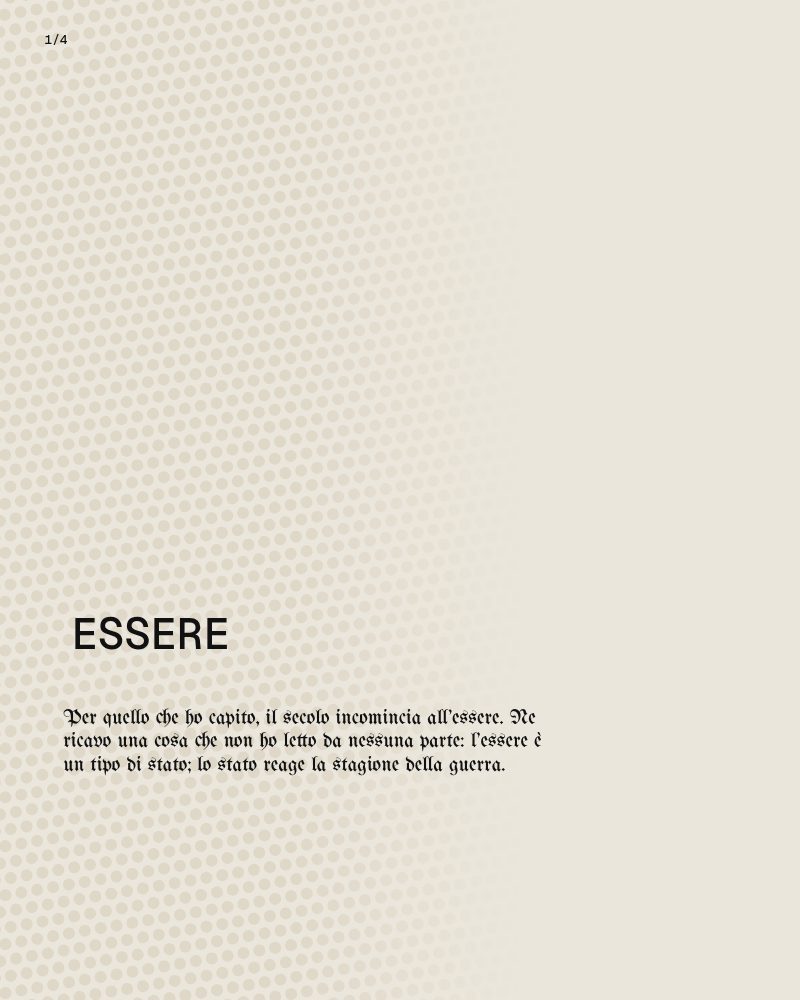 1/4
ESSERE
Per quello che ho capito, il secolo incomincia all'essere. Ne
ricavo una cosa che non ho letto da nessuna parte: l'essere è
un tipo di stato; lo stato reage la stagione della guerra.